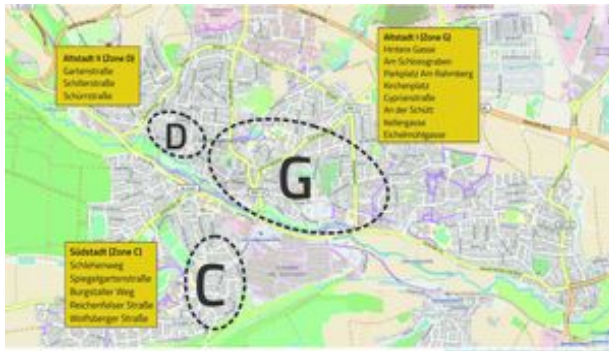 Altstadt II (Zone D)
Gartenstraße
Schillerstraße
Schürrstraße
Altstadt I (Zone G)
Hintere Gasse
Am Schlossgraben
Parkplatz Am Rahmberg
Kirchenplatz
Cyprianstraße
An der Schütt
Kellergasse
Eichelmühlgasse
D
G
C
Südstadt (Zone C)
Schlehenweg
Spiegelgartenstraße
Burgstaller Weg
Reichenfelser Straße
Wolfsberger Straße